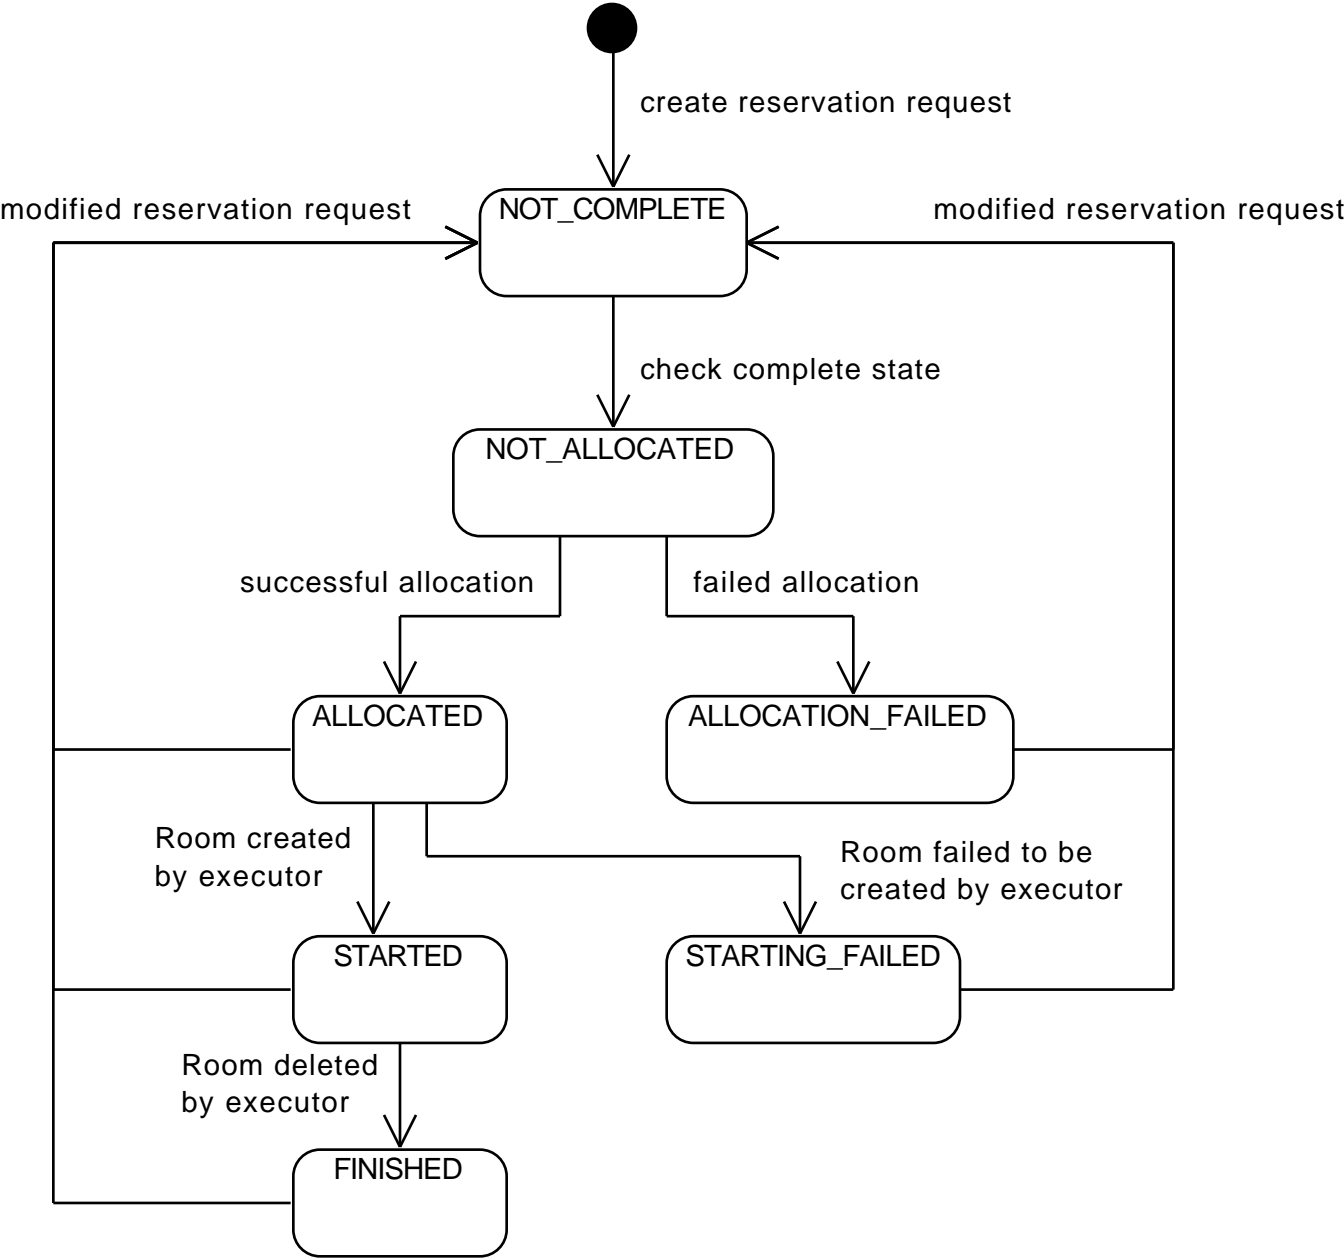 create reservation request
modified reservation request
NOT_COMPLETE
modified reservation request
check complete state
NOT_ALLOCATED
successful allocation
failed allocation
ALLOCATED
ALLOCATION_FAILED
Room created
by executor
Room failed to be
created by executor
STARTED
STARTING_FAILED
Room deleted
by executor
FINISHED